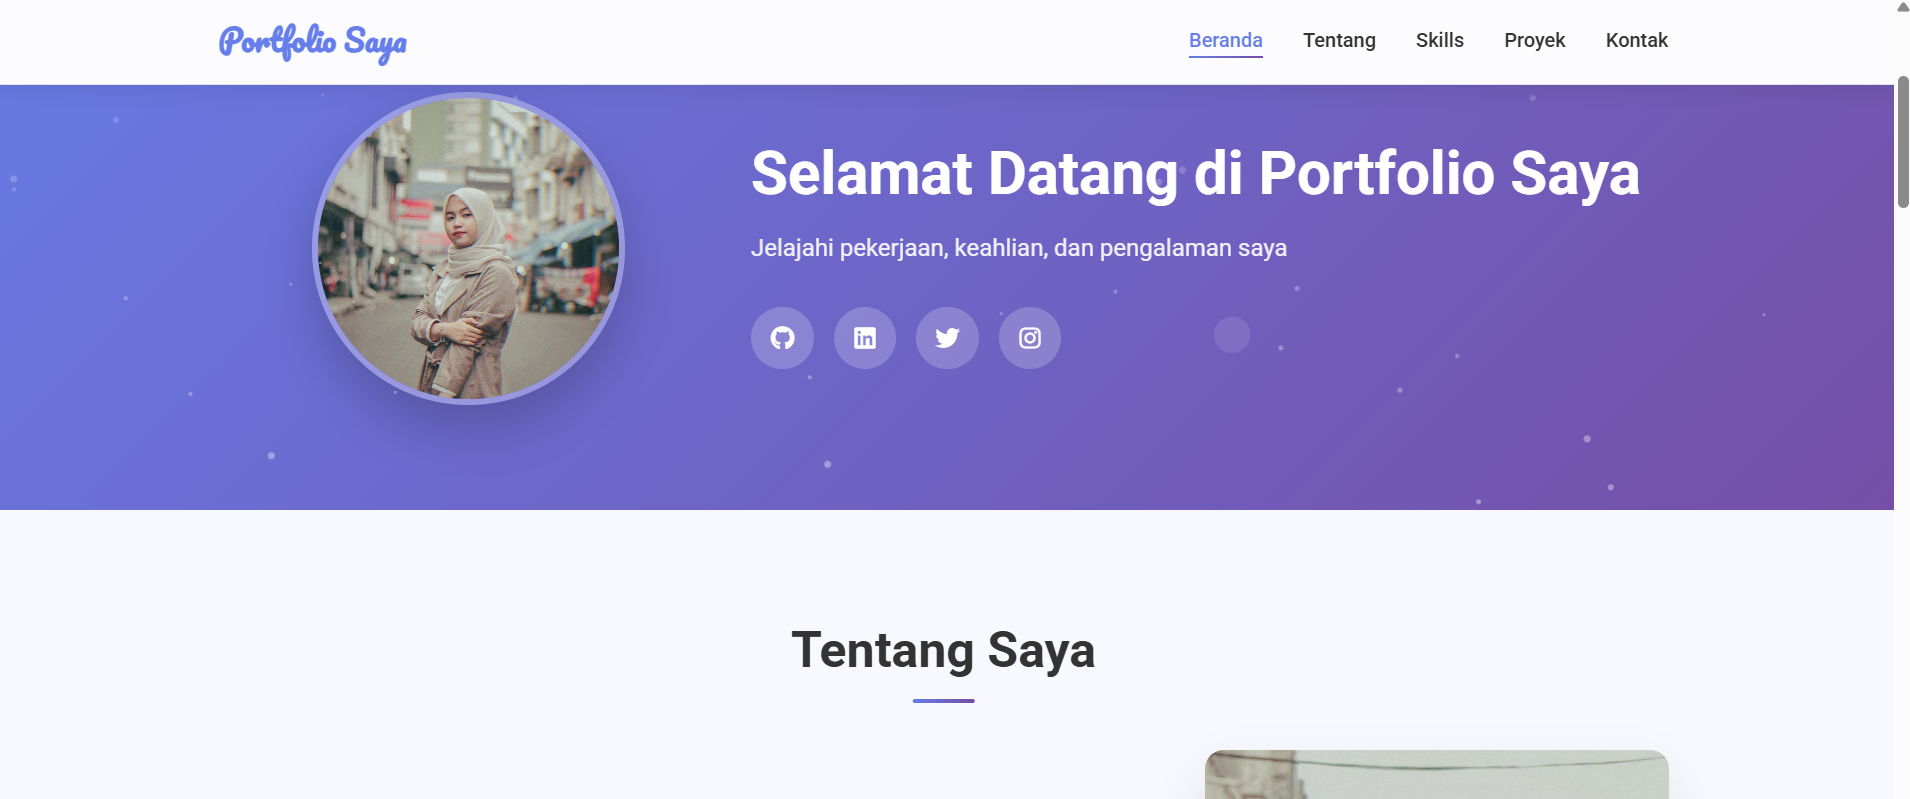 Portfolio Saya
Beranda
Tentang
Skills
Proyek
Kontak
Selamat Datang di Portfolio Saya
Jelajahi pekerjaan, keahlian, dan pengalaman saya
Tentang Saya